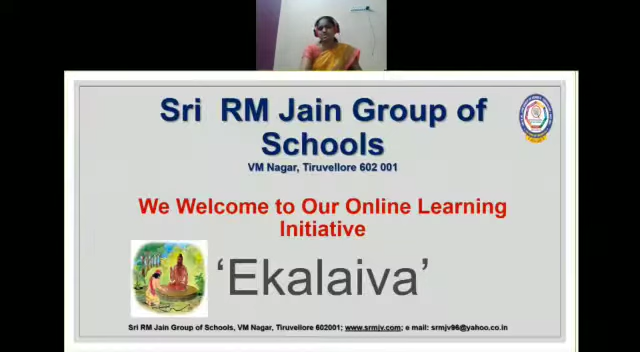 Sri RM Jain Group of
Schools
VM Nagar, Tiruvellore 602 001
We Welcome to Our Online Learning
Initiative
‘Ekalaiva’
Sri RM Jain Group of Schools, VM Nagar, Tiruvellore 602001; www.srmjv.com; e mail: srmjv96@yahoo.co.in